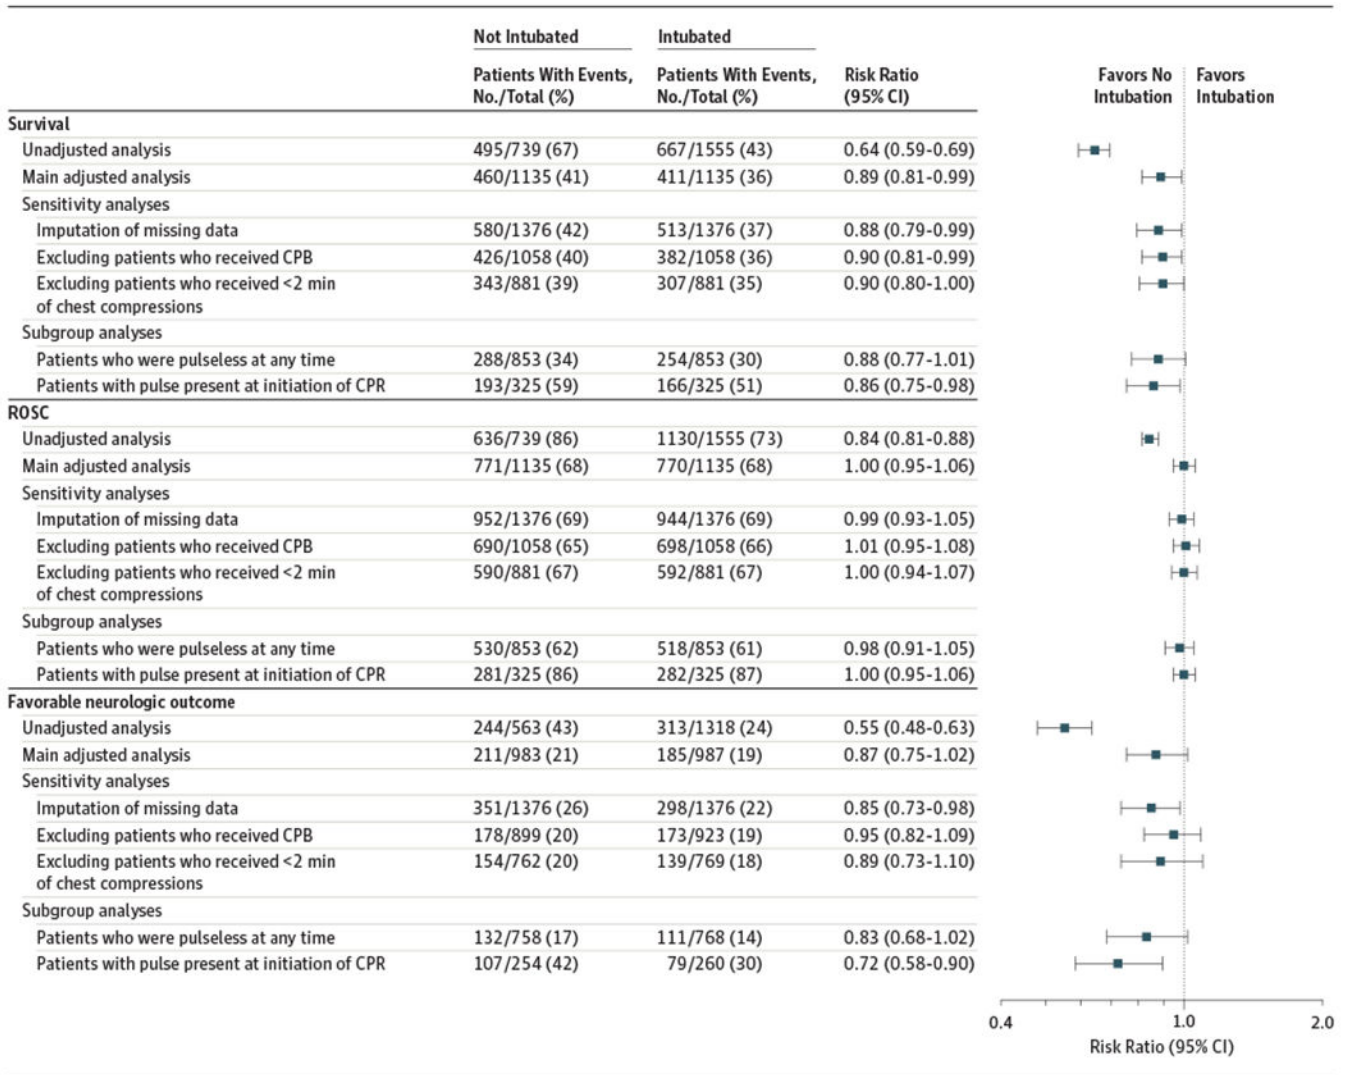 Not Intubated Intubated
Patients With Events, Patients With Events, Risk Ratio Favors No Favors
No./Total (%) No./Total (%) (95% CI) Intubation Intubation
Survival
Unadjusted analysis 495/739 (67) 667/1555 (43) 0.64 (0.59-0.69)
Main adjusted analysis 460/1135 (41) 411/1135 (36) 0.89 (0.81-0.99)
Sensitivity analyses
Imputation of missing data 580/1376 (42) 513/1376 (37) 0.88 (0.79-0.99)
Excluding patients who received CPB 426/1058 (40) 382/1058 (36) 0.90 (0.81-0.99)
Excluding patients who received <2 min 343/881 (39) 307/881 (35) 0.90 (0.80-1.00)
of chest compressions
Subgroup analyses
Patients who were pulseless at any time 288/853 (34) 254/853 (30) 0.88 (0.77-1.01)
Patients with pulse present at initiation of CPR 193/325 (59) 166/325 (51) 0.86 (0.75-0.98)
ROSC
Unadjusted analysis 636/739 (86) 1130/1555 (73) 0.84 (0.81-0.88)
Main adjusted analysis 771/1135 (68) 770/1135 (68) 1.00 (0.95-1.06)
Sensitivity analyses
Imputation of missing data 952/1376 (69) 944/1376 (69) 0.99 (0.93-1.05)
Excluding patients who received CPB 690/1058 (65) 698/1058 (66) 1.01 (0.95-1.08)
Excluding patients who received <2 min 590/881 (67) 592/881 (67) 1.00 (0.94-1.07)
of chest compressions
Subgroup analyses
Patients who were pulseless at any time 530/853 (62) 518/853 (61) 0.98 (0.91-1.05)
Patients with pulse present at initiation of CPR 281/325 (86) 282/325 (87) 1.00 (0.95-1.06)
Favorable neurologic outcome
Unadjusted analysis 244/563 (43) 313/1318 (24) 0.55 (0.48-0.63)
Main adjusted analysis 211/983 (21) 185/987 (19) 0.87 (0.75-1.02)
Sensitivity analyses
Imputation of missing data 351/1376 (26) 298/1376 (22) 0.85 (0.73-0.98)
Excluding patients who received CPB 178/899 (20) 173/923 (19) 0.95 (0.82-1.09)
Excluding patients who received <2 min 154/762 (20) 139/769 (18) 0.89 (0.73-1.10)
of chest compressions
Subgroup analyses
Patients who were pulseless at any time 132/758 (17) 111/768 (14) 0.83 (0.68-1.02)
Patients with pulse present at initiation of CPR 107/254 (42) 79/260 (30) 0.72 (0.58-0.90)
0.4 1.0 2.0
Risk Ratio (95% CI)